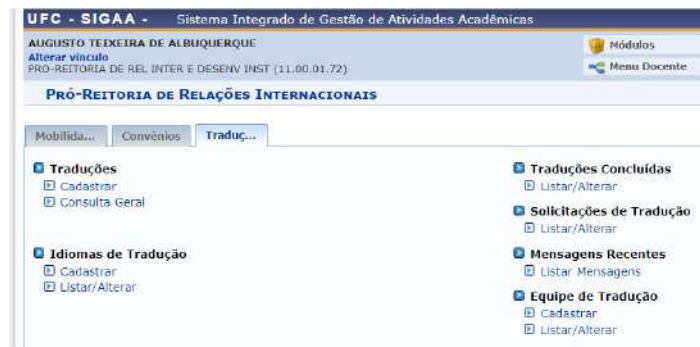 UFC - SIGAA - Sistema Integrado de Gestão de Atividades Acadêmicas
AUGUSTO TEIXEIRA DE ALBUQUERQUE
Alterar vínculo
PRO-REITORIA DE REL INTER E DESENV INST (11.00.01.72)
Módulos
Menu Docente
PRÓ-REITORIA DE RELAÇÕES INTERNACIONAIS
Mobilida...
Convênios
Traduç...
Traduções
Cadastrar
Consulta Geral
Idiomas de Tradução
Cadastrar
Listar/Alterar
Traduções Concluídas
Listar/Alterar
Solicitações de Tradução
Listar/Alterar
Mensagens Recentes
Listar Mensagens
Equipe de Tradução
Cadastrar
Listar/Alterar